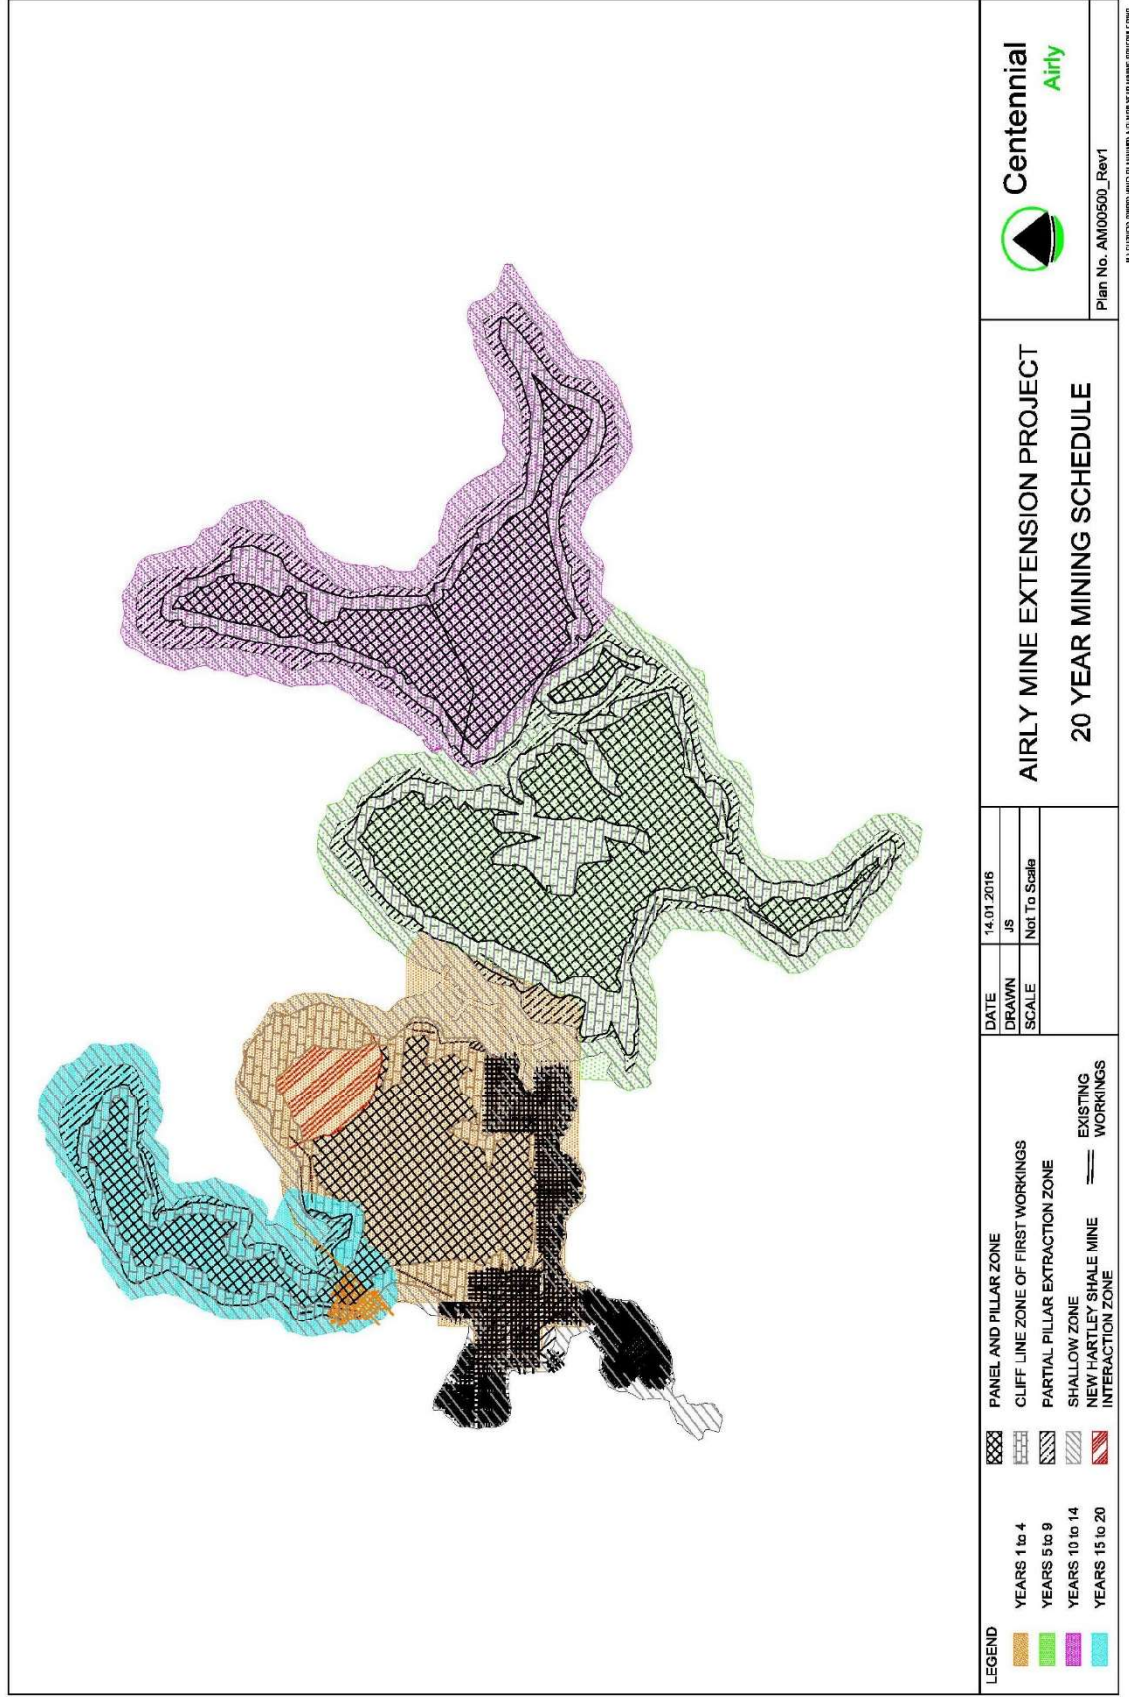 LEGEND
YEARS 1 to 4
YEARS 5 to 9
YEARS 10 to 14
YEARS 15 to 20
PANEL AND PILLAR ZONE
CLIFF LINE ZONE OF FIRST WORKINGS
PARTIAL PILLAR EXTRACTION ZONE
SHALLOW ZONE
NEW HARTLEY SHALE MINE
INTERACTION ZONE
EXISTING
WORKINGS
DATE 14.01.2016
DRAWN JS
SCALE Not To Scale
AIRLY MINE EXTENSION PROJECT
20 YEAR MINING SCHEDULE
Centennial
Airly
Plan No. AM00500_Rev1